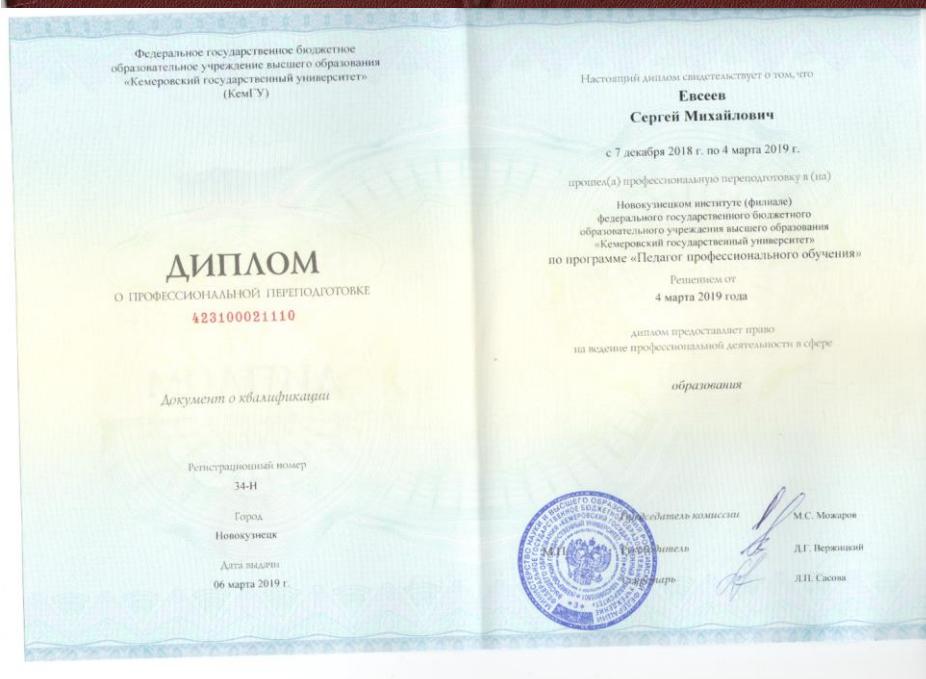 Федеральное государственное бюджетное
образовательное учреждение высшего образования
«Кемеровский государственный университет»
(КемГУ)
ДИПЛОМ
О ПРОФЕССИОНАЛЬНОЙ ПЕРЕПОДГОТОВКЕ
423100021110
Документ о квалификации
Регистрационный номер
34-Н
Город
Новокузнецк
Дата выдачи
06 марта 2019 г.
Настоящий диплом свидетельствует о том, что
Евсеев
Сергей Михайлович
с 7 декабря 2018 г. по 4 марта 2019 г.
прошел(а) профессиональную переподготовку в (на)
Новокузнецком институте (филиале)
федерального государственного бюджетного
образовательного учреждения высшего образования
«Кемеровский государственный университет»
по программе «Педагог профессионального обучения»
Решением от
4 марта 2019 года
диплом предоставляет право
на ведение профессиональной деятельности в сфере
образования
Председатель комиссии М.С. Можаров
М.П. Руководитель Д.Г. Вержицкий
Секретарь Л.П. Сасова